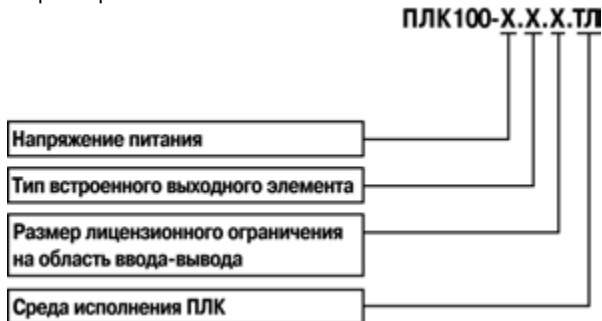 ПЛК100-Х.Х.Х.ТЛ
Напряжение питания
Тип встроенного выходного элемента
Размер лицензионного ограничения
на область ввода-вывода
Среда исполнения ПЛК